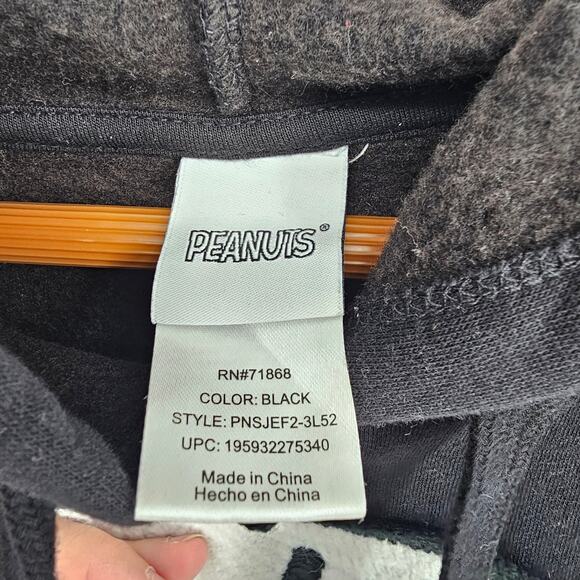 PEANUTS®
RN#71868
COLOR: BLACK
STYLE: PNSJEF2-3L52
UPC: 195932275340
Made in China
Hecho en China